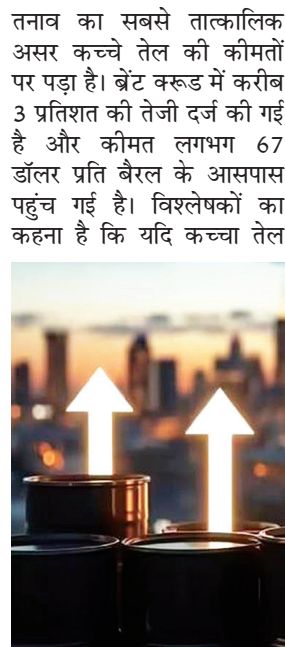 तनाव का सबसे तात्कालिक
असर कच्चे तेल की कीमतों
पर पड़ा है। ब्रेंट क्रूड में करीब
3 प्रतिशत की तेजी दर्ज की गई
है और कीमत लगभग 67
डॉलर प्रति बैरल के आसपास
पहुंच गई है। विश्लेषकों का
कहना है कि यदि कच्चा तेल